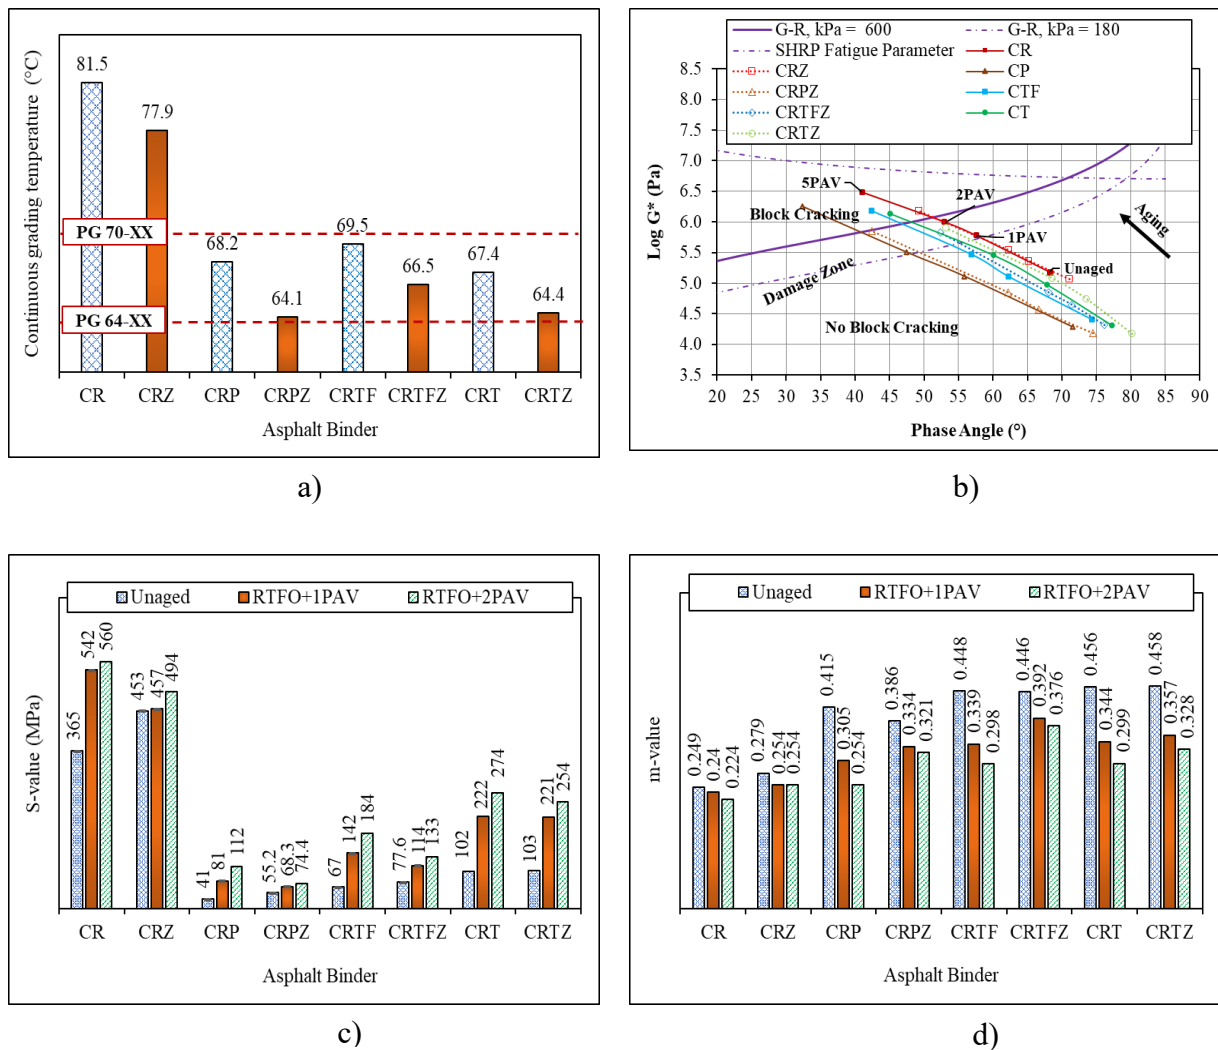 Continuous grading temperature (°C)
81.5
77.9
68.2
64.1
69.5
66.5
67.4
64.4
PG 70-XX
PG 64-XX
CR CRZ CRP CRPZ CRTF CRTFZ CRT CRTZ
Asphalt Binder
a)
G-R, kPa = 600
G-R, kPa = 180
SHRP Fatigue Parameter
CR
CRZ
CP
CRPZ
CTF
CRTFZ
CT
CRTZ
Log G* (Pa)
8.5
8.0
7.5
7.0
6.5
6.0
5.5
5.0
4.5
4.0
3.5
5PAV
2PAV
Block Cracking
1PAV
Aging
Unaged
Damage Zone
No Block Cracking
20 25 30 35 40 45 50 55 60 65 70 75 80 85 90
Phase Angle (°)
b)
Unaged RTFO+1PAV RTFO+2PAV
S-value (MPa)
365 542 560
453 457 494
41 81 112
55.2 68.3 74.4
67 142 184
77.6 114 133
102 222 274
103 221 254
CR CRZ CRP CRPZ CRTF CRTFZ CRT CRTZ
Asphalt Binder
c)
Unaged RTFO+1PAV RTFO+2PAV
m-value
0.249 0.24 0.224
0.279 0.254 0.254
0.415 0.305 0.254
0.386 0.334 0.321
0.448 0.339 0.298
0.446 0.392 0.376
0.456 0.344 0.299
0.458 0.357 0.328
CR CRZ CRP CRPZ CRTF CRTFZ CRT CRTZ
Asphalt Binder
d)